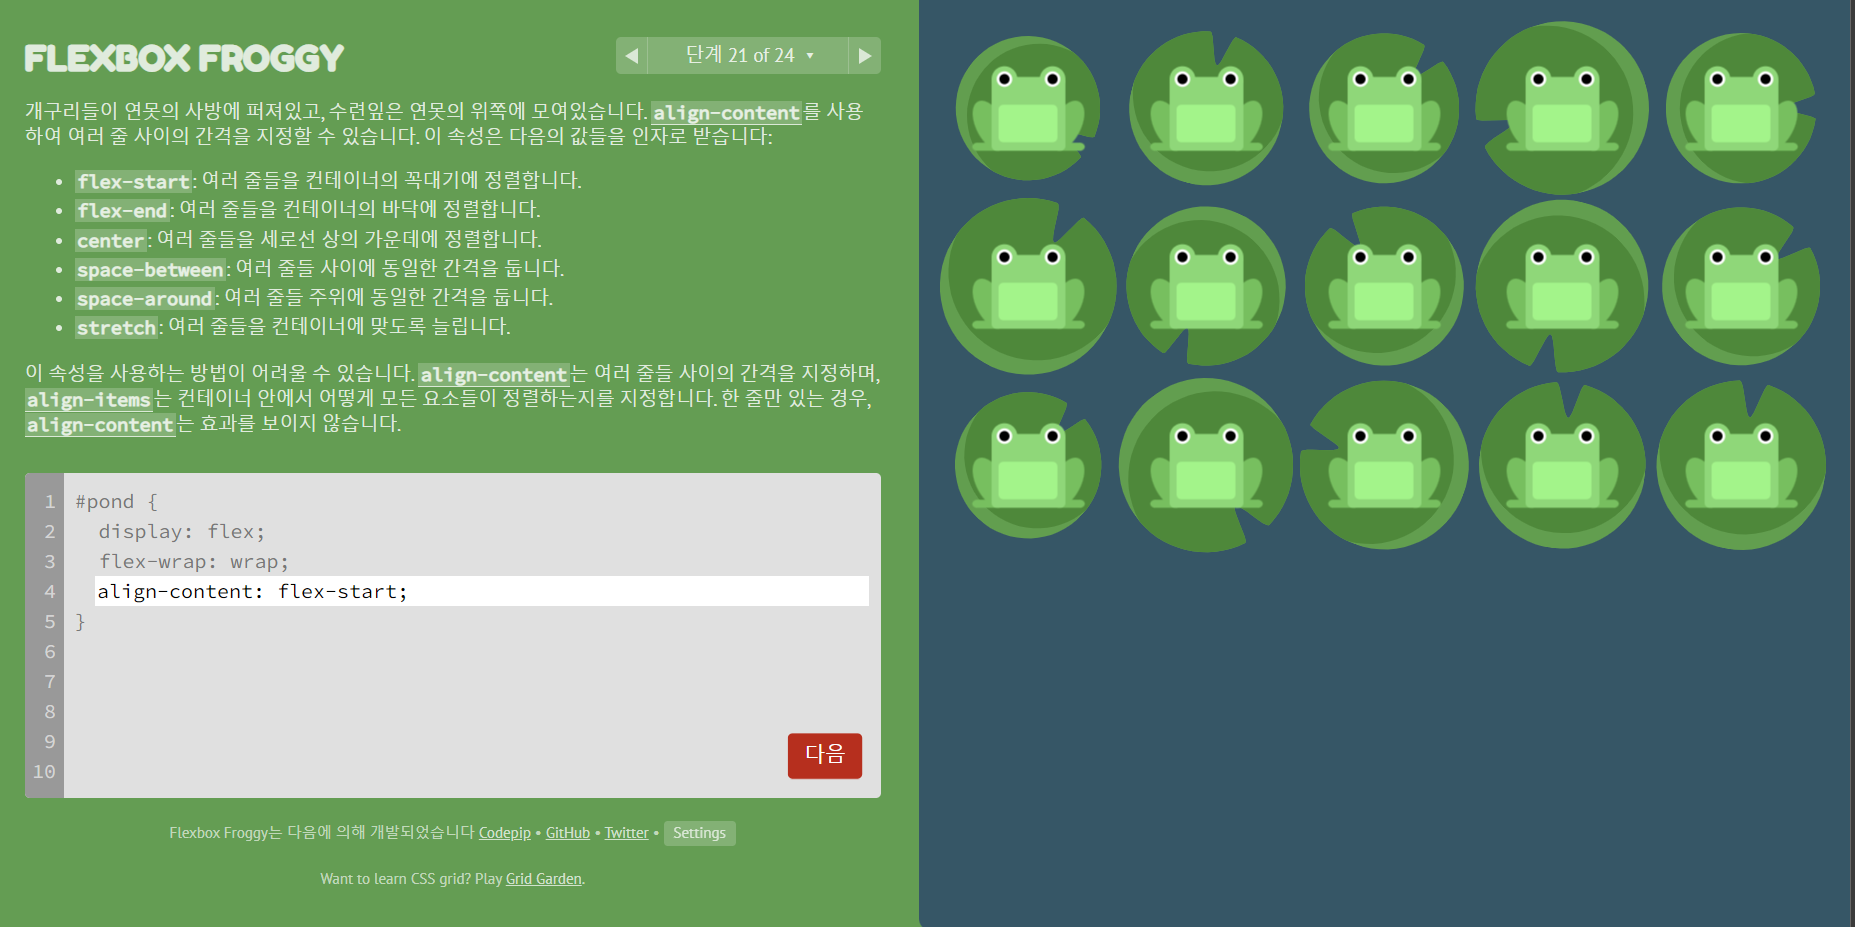 FLEXBOX FROGGY
◀ 단계 21 of 24 ▾ ▶
개구리들이 연못의 사방에 퍼져있고, 수련잎은 연못의 위쪽에 모여있습니다. align-content를 사용
하여 여러 줄 사이의 간격을 지정할 수 있습니다. 이 속성은 다음의 값들을 인자로 받습니다:
• flex-start: 여러 줄들을 컨테이너의 꼭대기에 정렬합니다.
• flex-end: 여러 줄들을 컨테이너의 바닥에 정렬합니다.
• center: 여러 줄들을 세로선 상의 가운데에 정렬합니다.
• space-between: 여러 줄들 사이에 동일한 간격을 둡니다.
• space-around: 여러 줄들 주위에 동일한 간격을 둡니다.
• stretch: 여러 줄들을 컨테이너에 맞도록 늘립니다.
이 속성을 사용하는 방법이 어려울 수 있습니다. align-content는 여러 줄들 사이의 간격을 지정하며,
align-items는 컨테이너 안에서 어떻게 모든 요소들이 정렬하는지를 지정합니다. 한 줄만 있는 경우,
align-content는 효과를 보이지 않습니다.
1 #pond {
2 display: flex;
3 flex-wrap: wrap;
4 align-content: flex-start;
5 }
6
7
8
9
10
다음
Flexbox Froggy는 다음에 의해 개발되었습니다 Codepip • GitHub • Twitter • Settings
Want to learn CSS grid? Play Grid Garden.